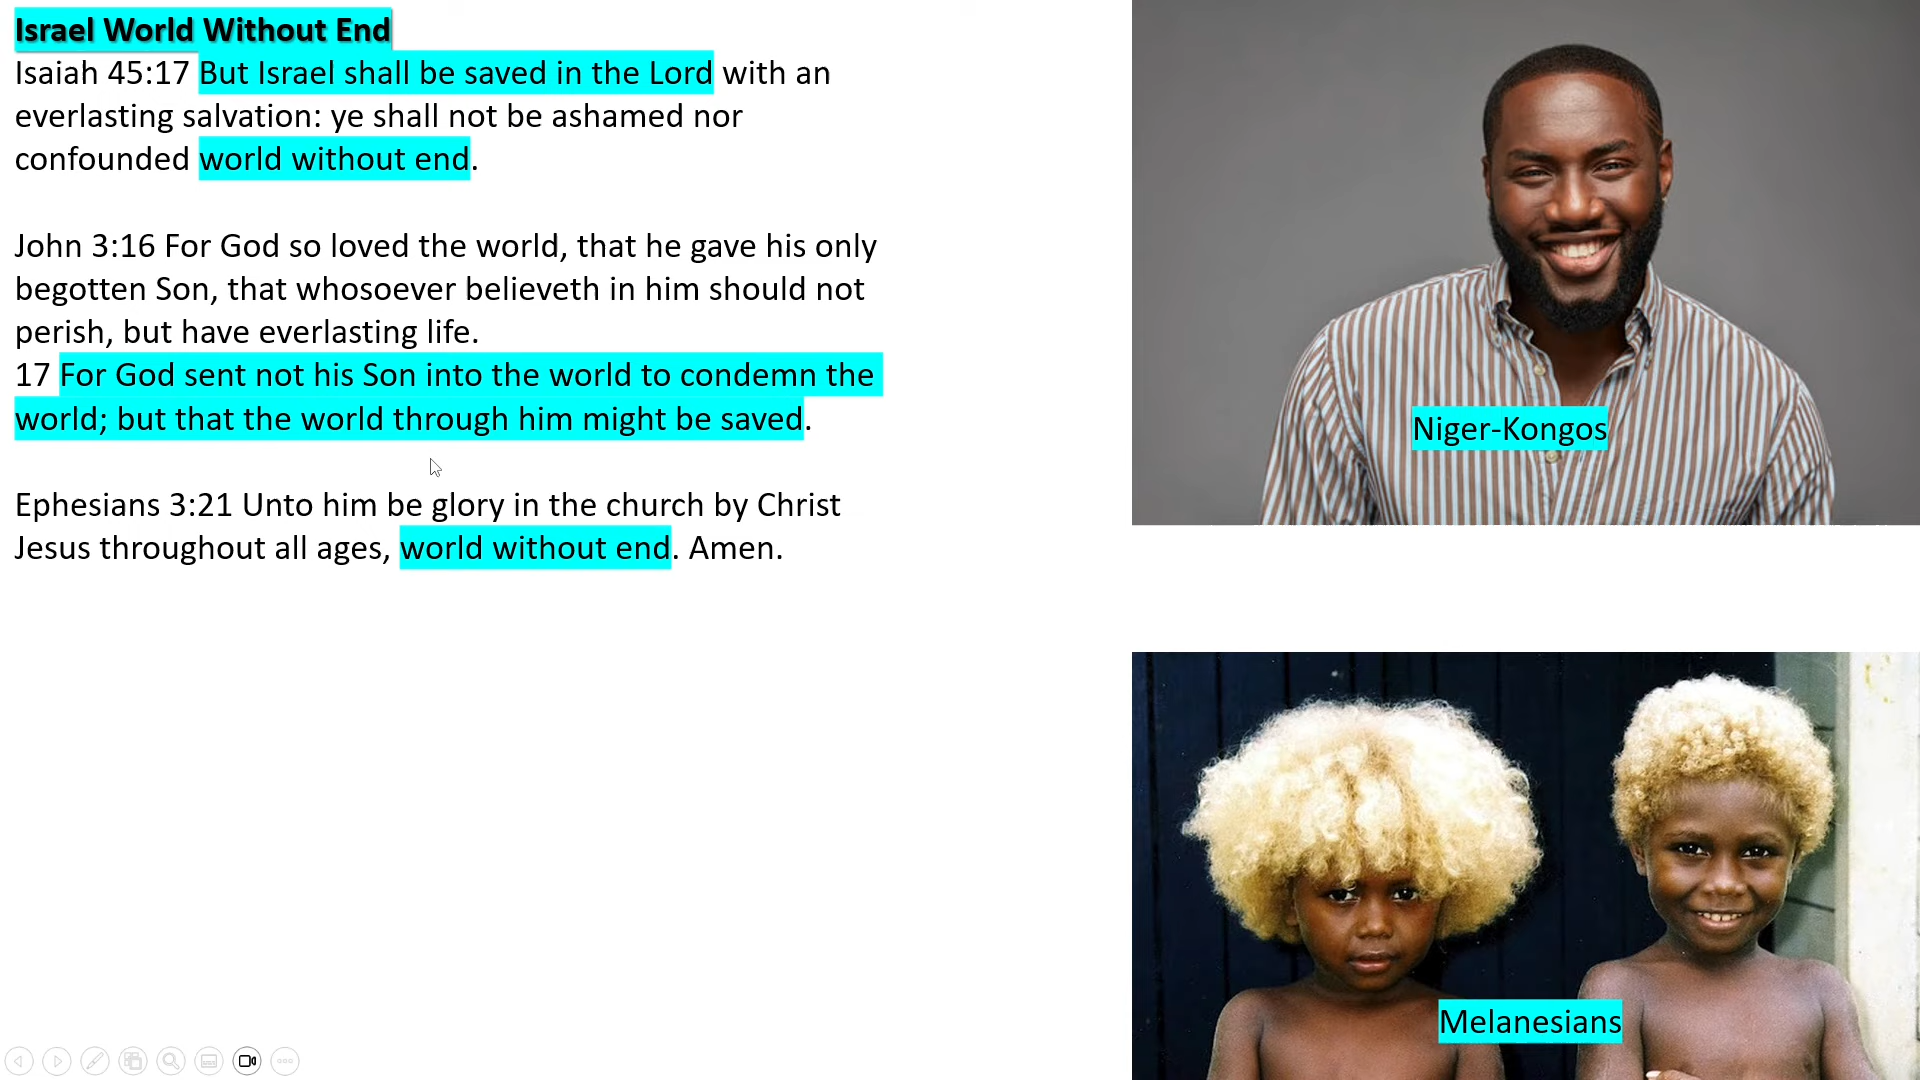 Israel World Without End
Isaiah 45:17 But Israel shall be saved in the Lord with an
everlasting salvation: ye shall not be ashamed nor
confounded world without end.
John 3:16 For God so loved the world, that he gave his only
begotten Son, that whosoever believeth in him should not
perish, but have everlasting life.
17 For God sent not his Son into the world to condemn the
world; but that the world through him might be saved.
Ephesians 3:21 Unto him be glory in the church by Christ
Jesus throughout all ages, world without end. Amen.
Niger-Kongos
Melanesians